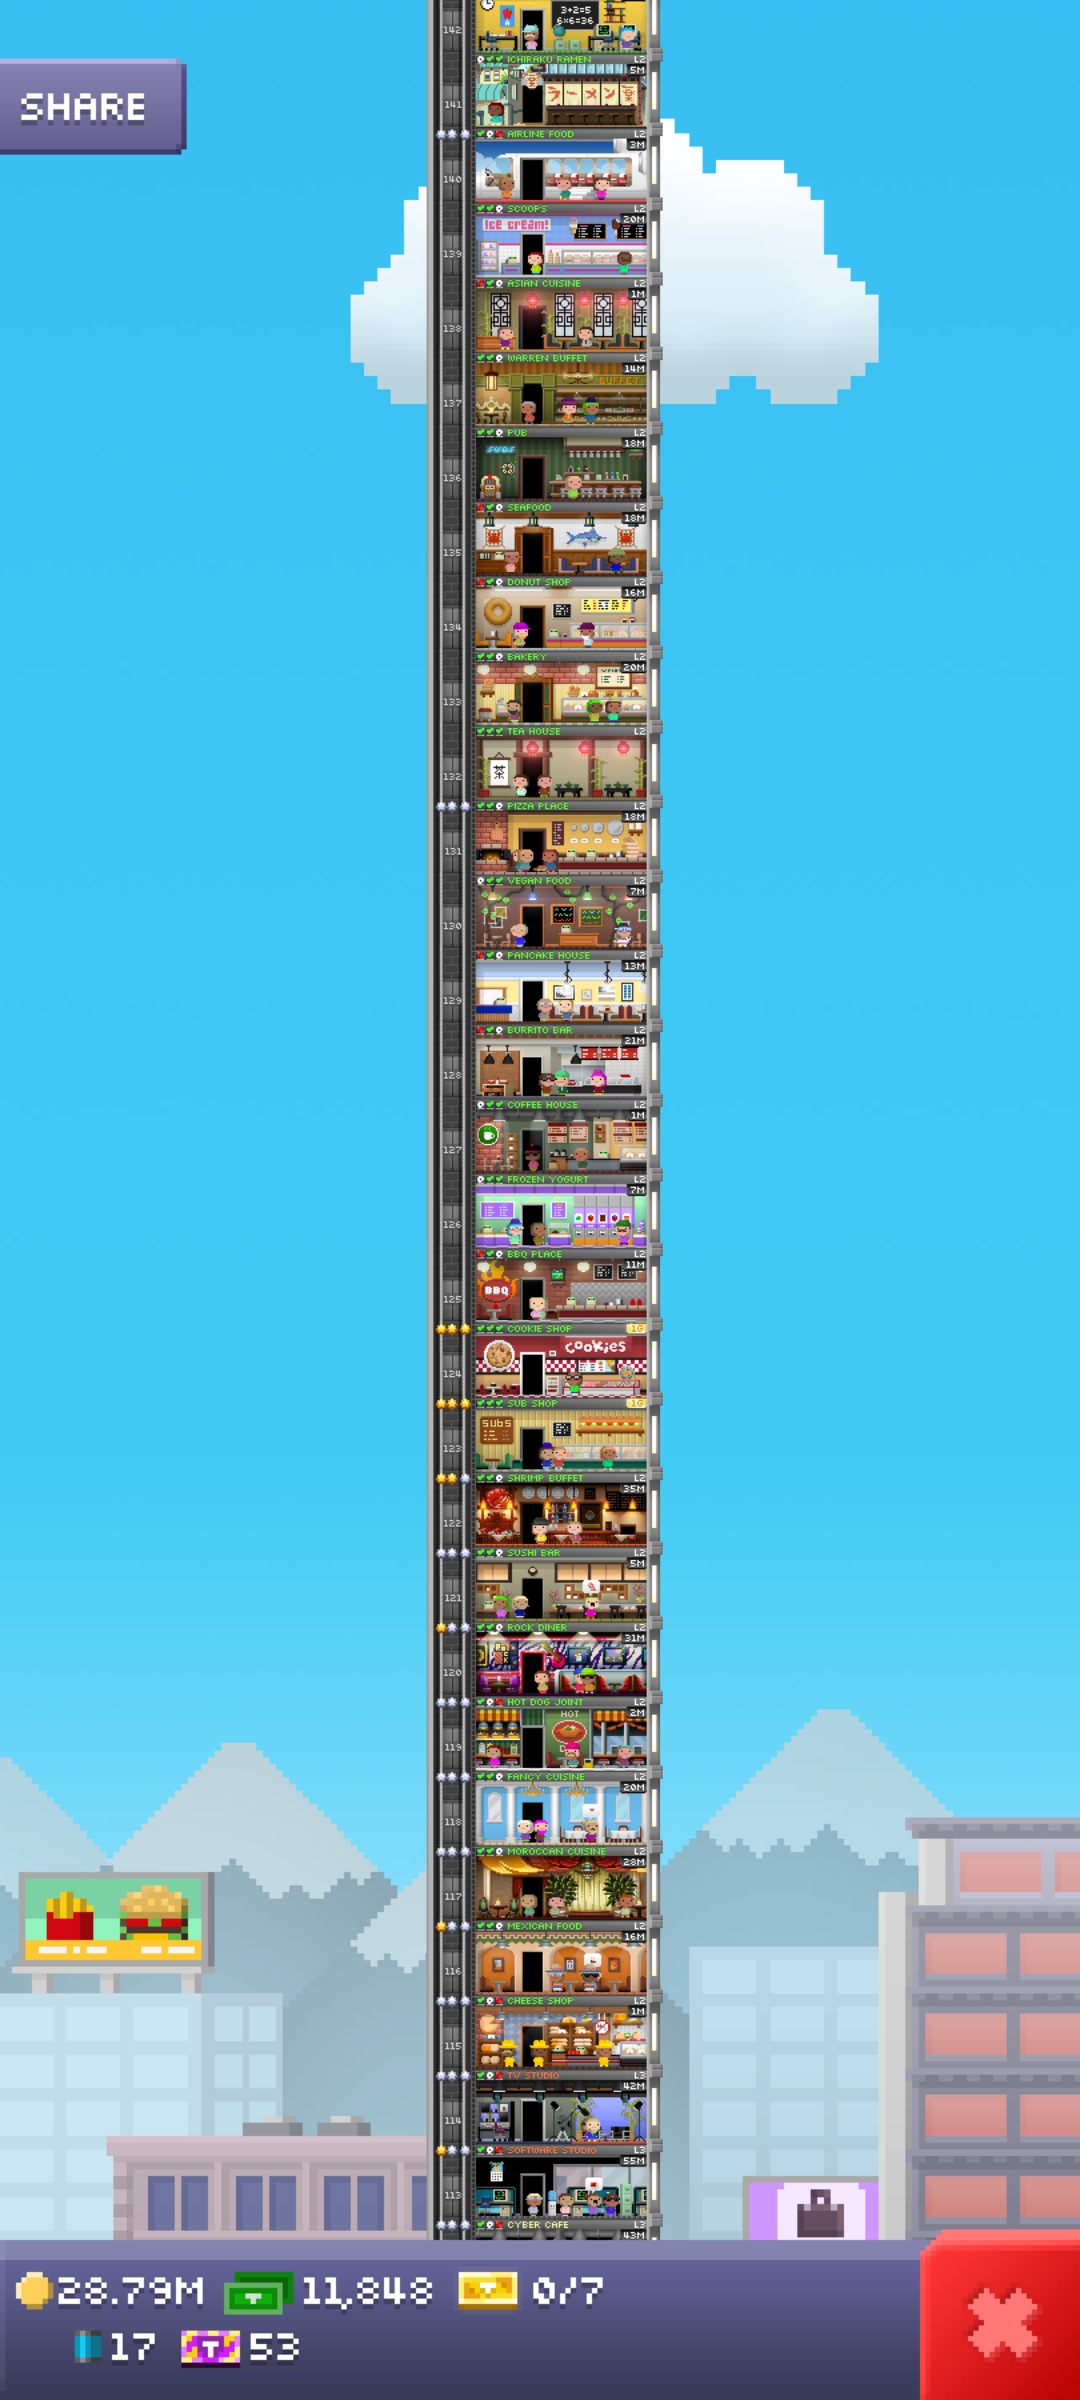 142
3+2=5
6×6=36
SHARE
ICHIRAKU RAMEN L2
5M
141
ラーメン
AIRLINE FOOD L2
3M
140
SCOOPS L2
20M
ice cream!
139
ASIAN CUISINE L2
1M
138
WARREN BUFFET L2
14M
BUFFET
137
PUB L2
18M
SUDS
136
SEAFOOD L2
18M
135
DONUT SHOP L2
16M
134
BAKERY L2
20M
133
TEA HOUSE L2
茶
132
PIZZA PLACE L2
18M
131
VEGAN FOOD L2
7M
130
PANCAKE HOUSE L2
13M
129
BURRITO BAR L2
21M
128
COFFEE HOUSE L2
1M
127
FROZEN YOGURT L2
7M
126
BBQ PLACE L2
11M
BBQ
125
COOKIE SHOP 1G
cookies
124
SUB SHOP 1G
subs
123
SHRIMP BUFFET L2
35M
122
SUSHI BAR L2
5M
121
ROCK DINER L2
31M
120
HOT DOG JOINT L2
2M
HOT
119
FANCY CUISINE L2
20M
118
MOROCCAN CUISINE L2
28M
117
MEXICAN FOOD L2
16M
116
CHEESE SHOP L2
1M
115
TV STUDIO L3
42M
114
SOFTWARE STUDIO L3
55M
113
CYBER CAFE L3
43M
28.79M 11,848 0/7
17 T 53